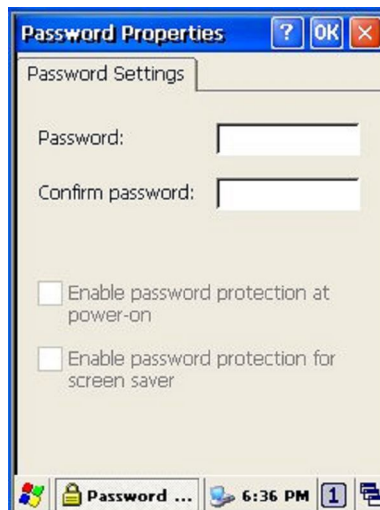 Password Properties ? OK ×
Password Settings
Password:
Confirm password:
Enable password protection at
power-on
Enable password protection for
screen saver
Password ... 6:36 PM 1